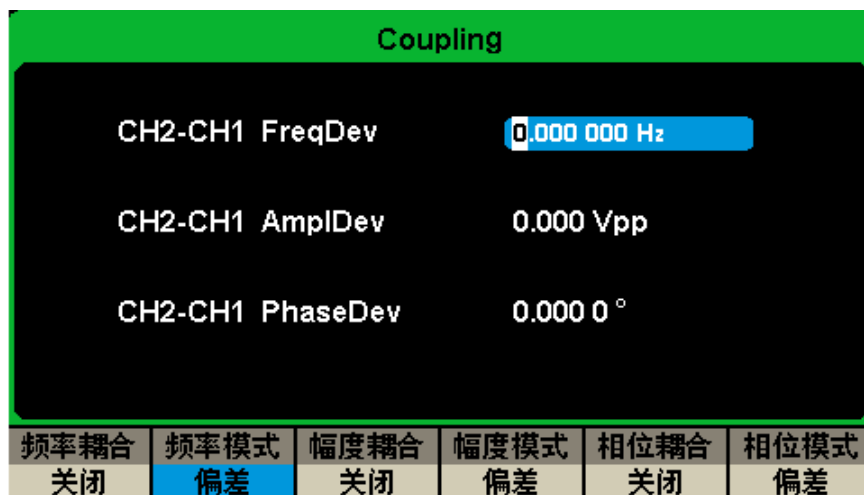 Coupling
CH2-CH1 FreqDev 0.000 000 Hz
CH2-CH1 AmplDev 0.000 Vpp
CH2-CH1 PhaseDev 0.000 0 °
频率耦合 频率模式 幅度耦合 幅度模式 相位耦合 相位模式
关闭 偏差 关闭 偏差 关闭 偏差